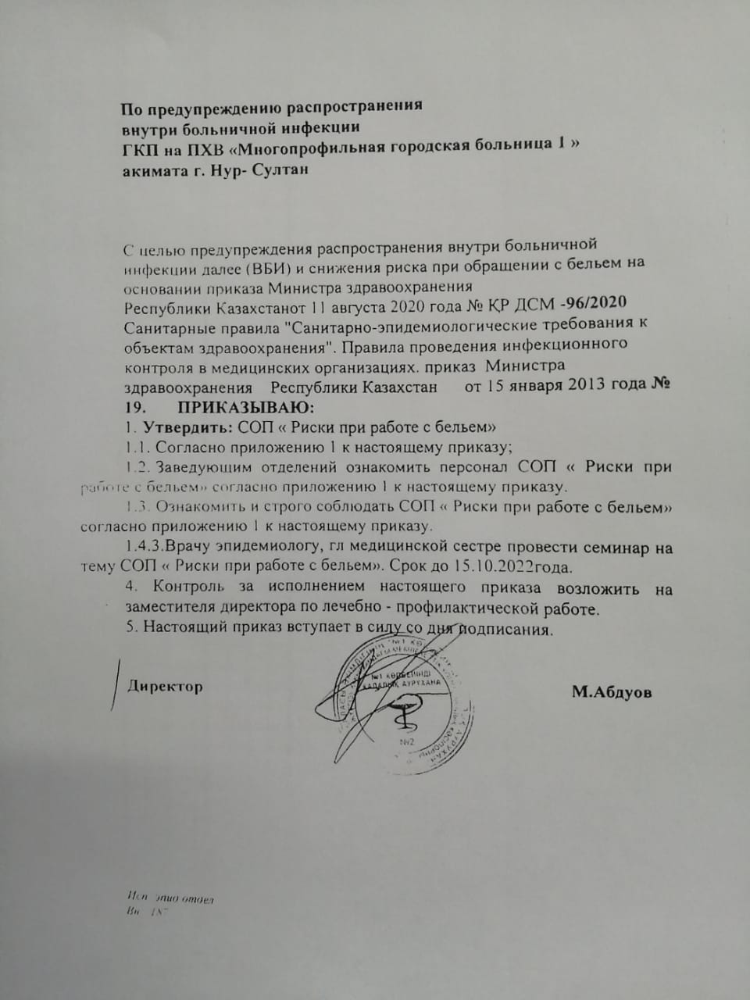 По предупреждению распространения
внутри больничной инфекции
ГКП на ПХВ «Многопрофильная городская больница 1 »
акимата г. Нур- Султан
С целью предупреждения распространения внутри больничной
инфекции далее (ВБИ) и снижения риска при обращении с бельем на
основании приказа Министра здравоохранения
Республики Казахстанот 11 августа 2020 года № ҚР ДСМ -96/2020
Санитарные правила "Санитарно-эпидемиологические требования к
объектам здравоохранения". Правила проведения инфекционного
контроля в медицинских организациях. приказ Министра
здравоохранения Республики Казахстан от 15 января 2013 года №
19. ПРИКАЗЫВАЮ:
1. Утвердить: СОП « Риски при работе с бельем»
1.1. Согласно приложению 1 к настоящему приказу;
1.2. Заведующим отделений ознакомить персонал СОП « Риски при
работе с бельем» согласно приложению 1 к настоящему приказу.
1.3. Ознакомить и строго соблюдать СОП « Риски при работе с бельем»
согласно приложению 1 к настоящему приказу.
1.4.3.Врачу эпидемиологу, гл медицинской сестре провести семинар на
тему СОП « Риски при работе с бельем». Срок до 15.10.2022года.
4. Контроль за исполнением настоящего приказа возложить на
заместителя директора по лечебно - профилактической работе.
5. Настоящий приказ вступает в силу со дня подписания.
№1 КӨПБЕЙІНДІ
ҚАЛАЛЫҚ АУРУХАНА
№2
Директор
М.Абдуов
Исп эпид отдел